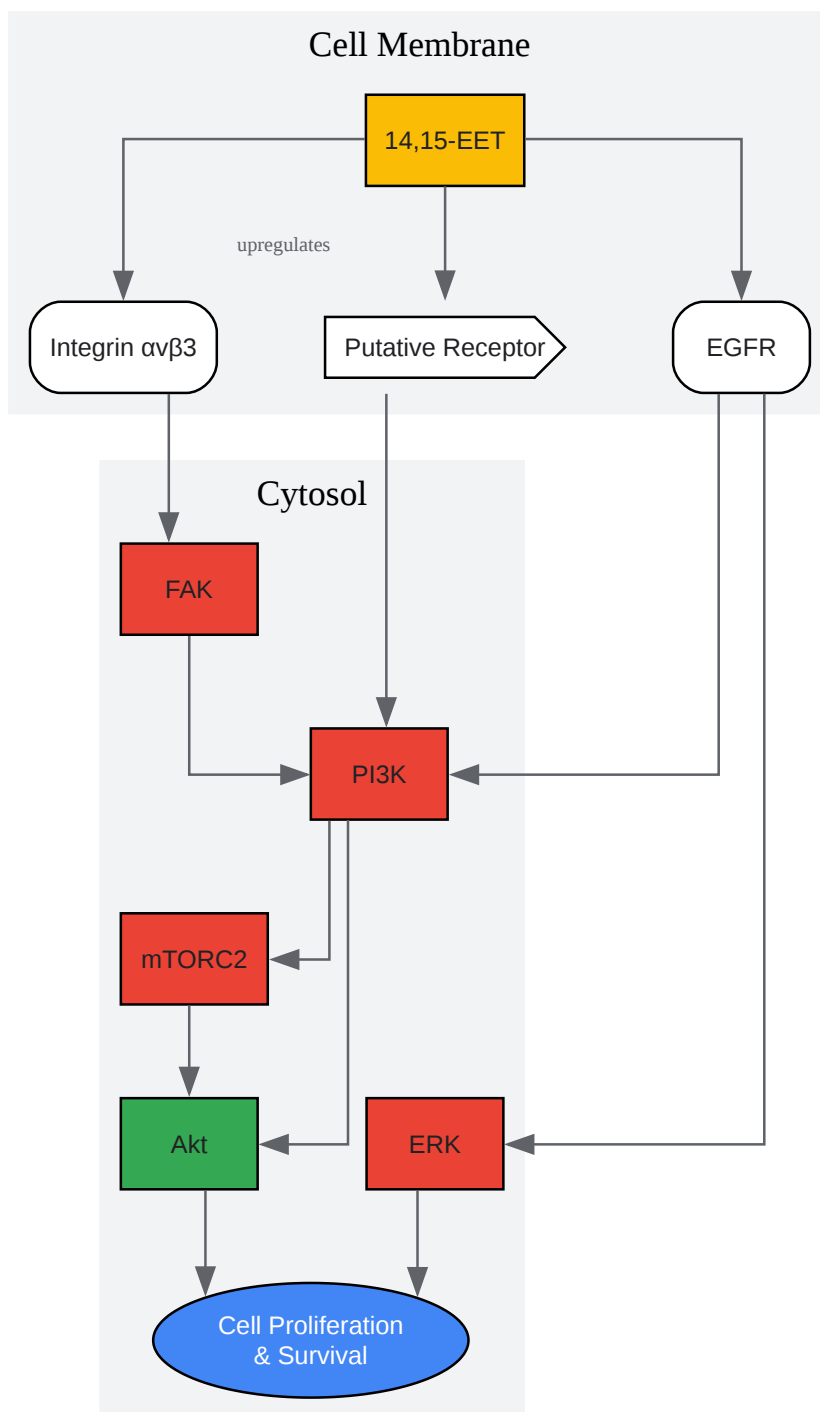 Cell Membrane
14,15-EET
upregulates
Integrin αvβ3
Putative Receptor
EGFR
Cytosol
FAK
PI3K
mTORC2
Akt
ERK
Cell Proliferation
& Survival